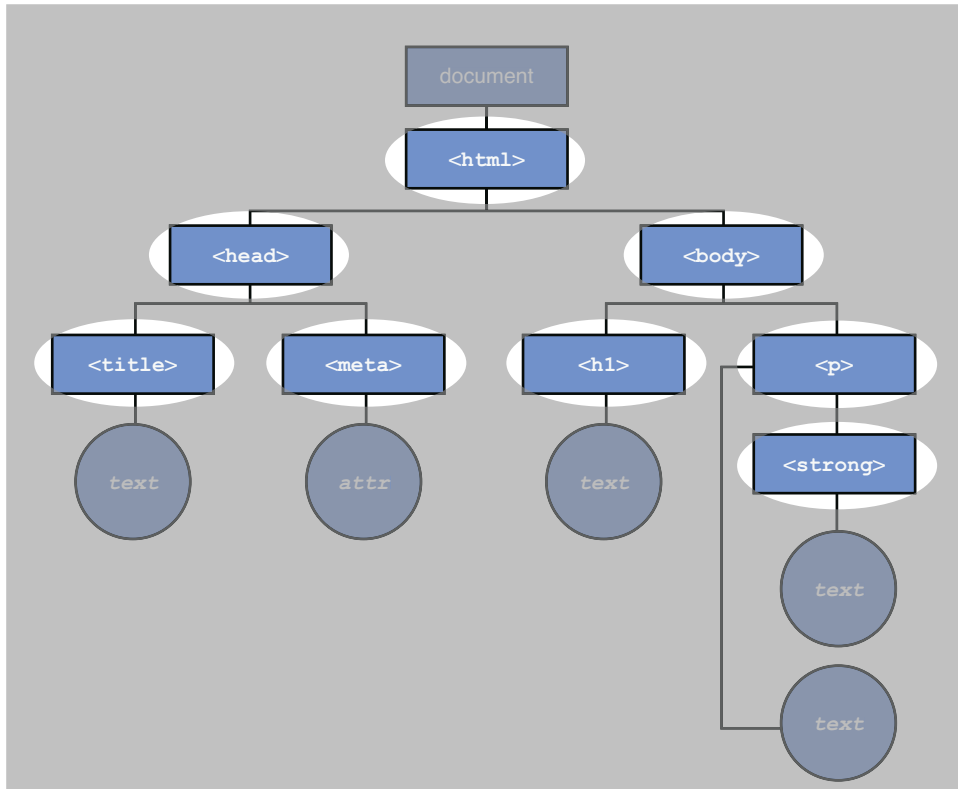 document
<html>
<head>
<body>
<title>
<meta>
<h1>
<p>
<strong>
text
attr
text
text
text